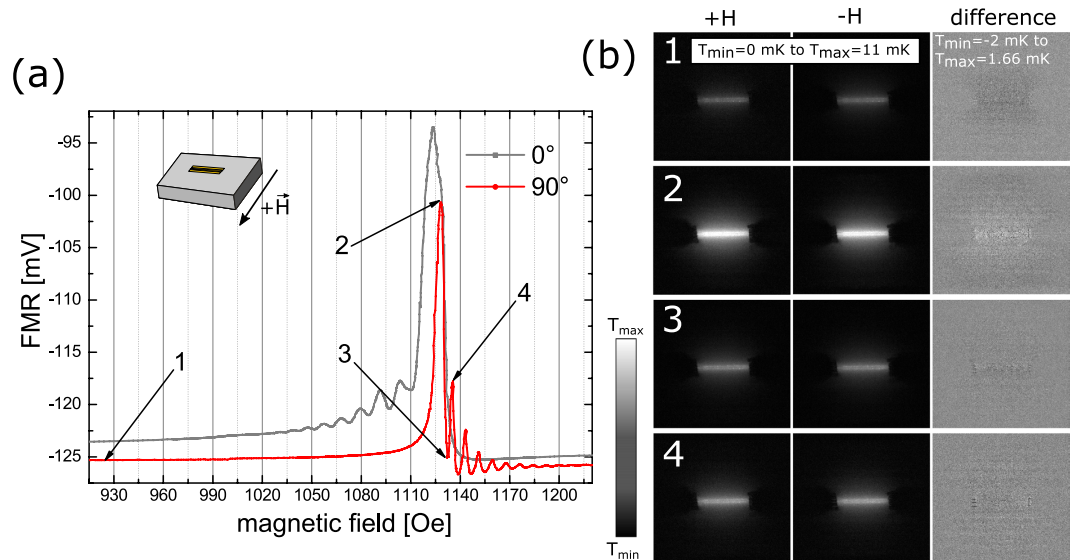 (a)
FMR [mV]
-95
-100
-105
-110
-115
-120
-125
930 960 990 1020 1050 1080 1110 1140 1170 1200
magnetic field [Oe]
+H
0°
90°
1
2
3
4
(b)
+H -H difference
1
Tmin=0 mK to Tmax=11 mK
Tmin=-2 mK to
Tmax=1.66 mK
2
3
4
Tmax
Tmin